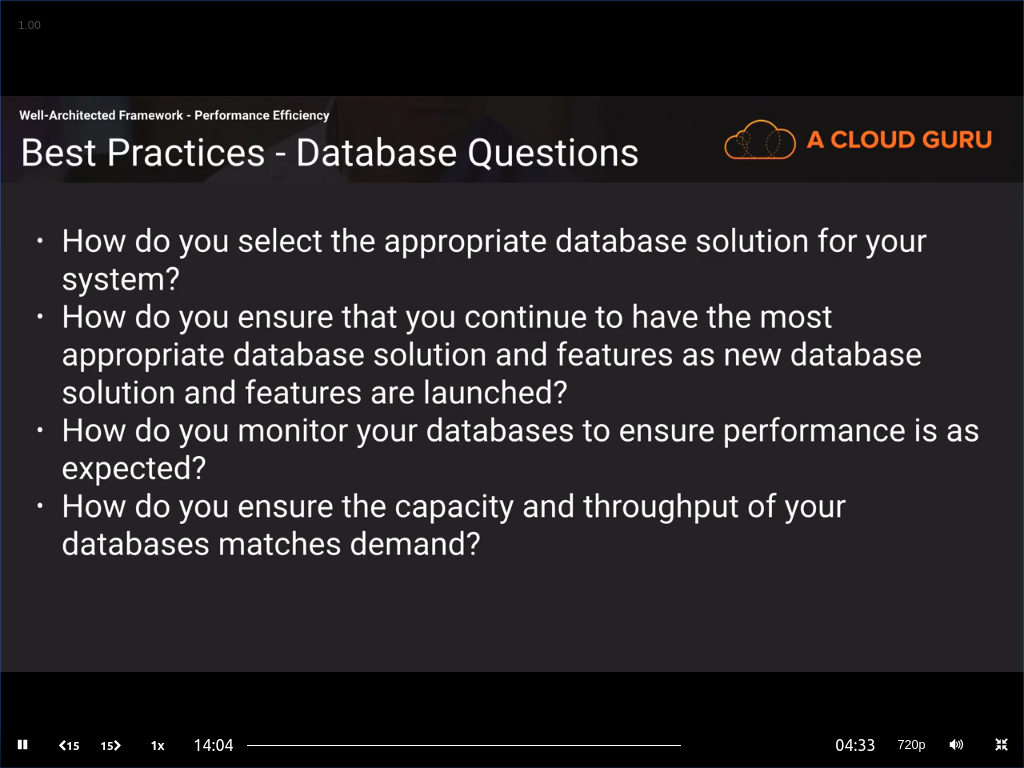 1.00
Well-Architected Framework - Performance Efficiency
Best Practices - Database Questions
A CLOUD GURU
• How do you select the appropriate database solution for your
system?
• How do you ensure that you continue to have the most
appropriate database solution and features as new database
solution and features are launched?
• How do you monitor your databases to ensure performance is as
expected?
• How do you ensure the capacity and throughput of your
databases matches demand?
15 15 1x 14:04 04:33 720p